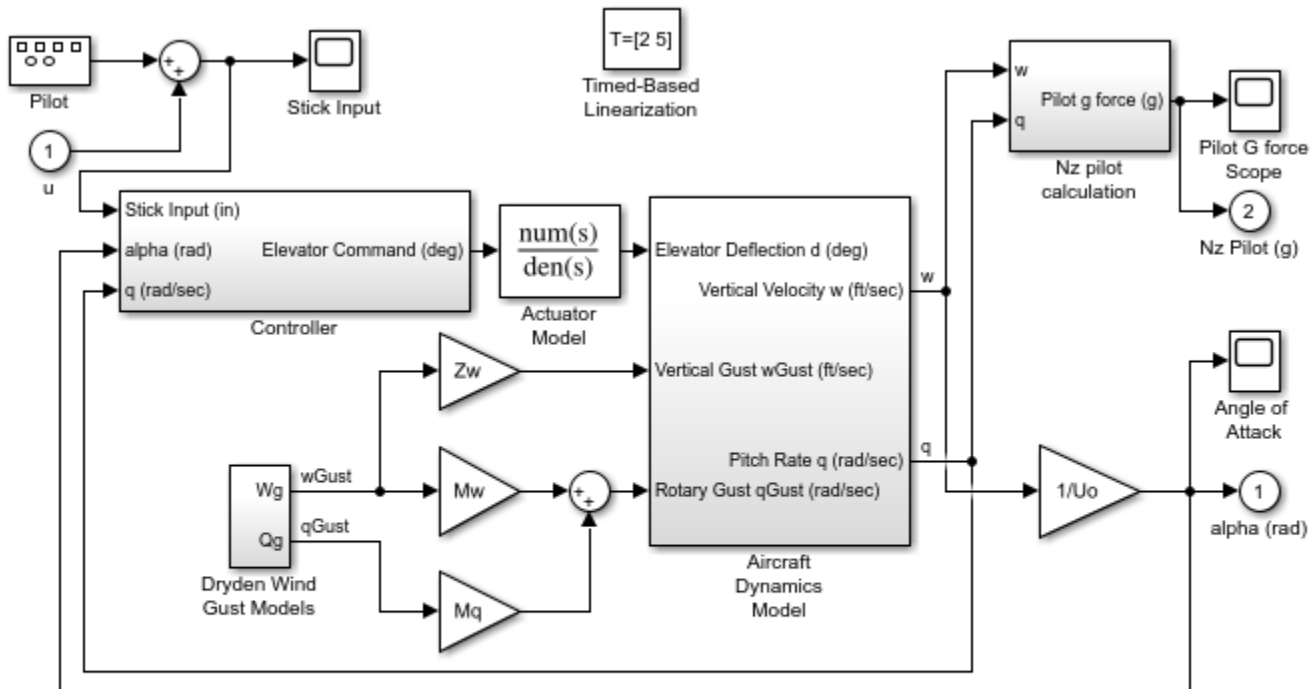 T=[2 5]
Timed-Based
Linearization
Pilot
Stick Input
1
u
w
Pilot g force (g)
q
Nz pilot
calculation
Pilot G force
Scope
2
Nz Pilot (g)
Stick Input (in)
alpha (rad)
Elevator Command (deg)
q (rad/sec)
Controller
num(s)
den(s)
Actuator
Model
Elevator Deflection d (deg)
Vertical Velocity w (ft/sec)
Vertical Gust wGust (ft/sec)
Pitch Rate q (rad/sec)
Rotary Gust qGust (rad/sec)
Aircraft
Dynamics
Model
w
q
Zw
Mw
Mq
Wg
Qg
wGust
qGust
Dryden Wind
Gust Models
1/Uo
Angle of
Attack
1
alpha (rad)